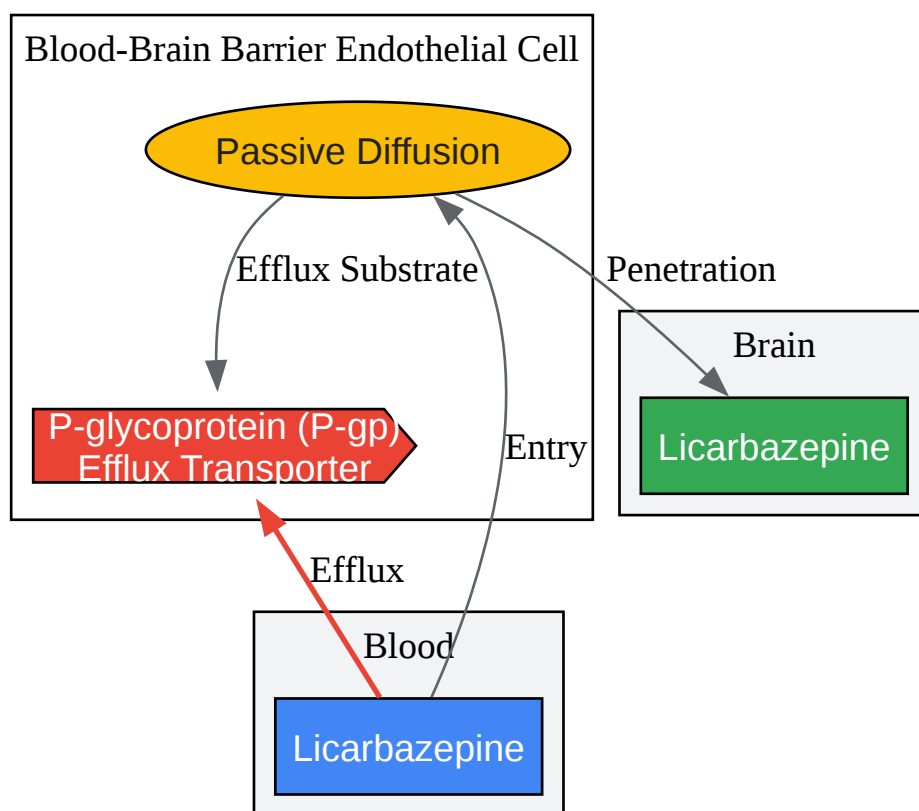 Blood-Brain Barrier Endothelial Cell
Passive Diffusion
Efflux Substrate
Penetration
Brain
Licarbazepine
P-glycoprotein (P-gp)
Efflux Transporter
Entry
Efflux
Blood
Licarbazepine